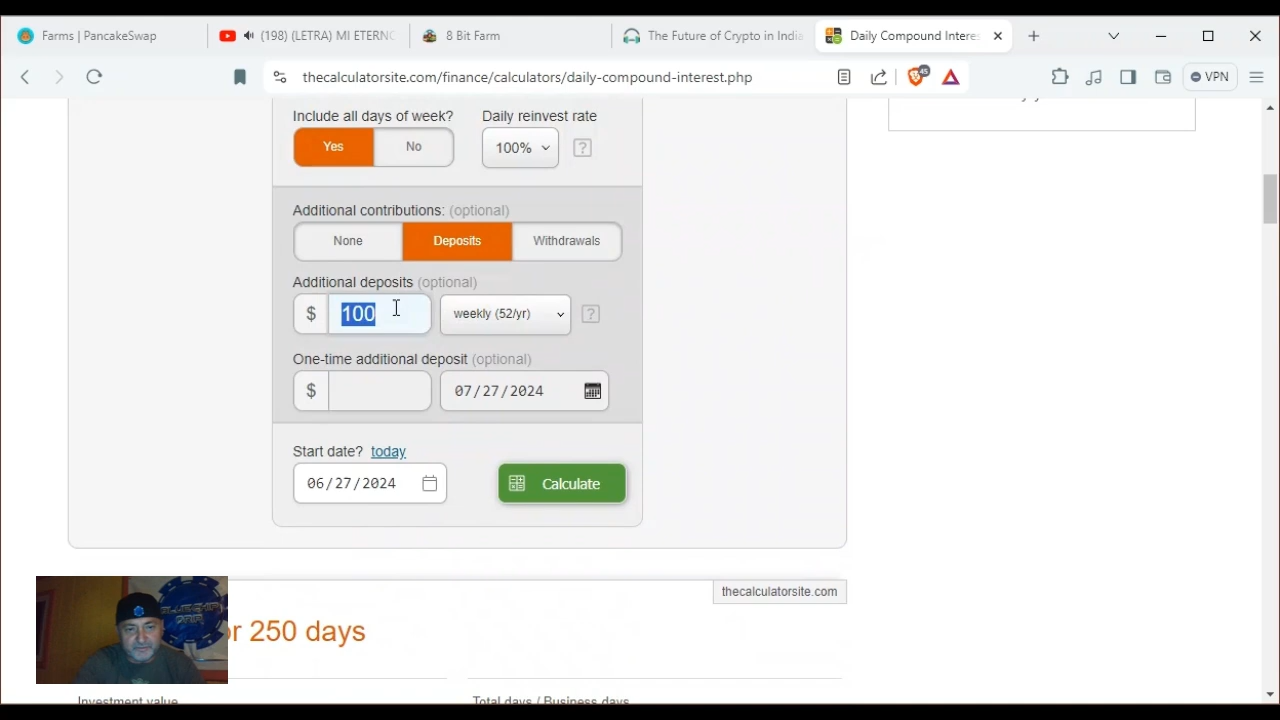 Farms | PancakeSwap
(198) (LETRA) MI ETERNO
8 Bit Farm
The Future of Crypto in India
Daily Compound Interes
thecalculatorsite.com/finance/calculators/daily-compound-interest.php
45
VPN
Include all days of week?
Daily reinvest rate
Yes
No
100%
?
Additional contributions: (optional)
None
Deposits
Withdrawals
Additional deposits (optional)
$
100
weekly (52/yr)
?
One-time additional deposit (optional)
$
07/27/2024
Start date? today
06/27/2024
Calculate
thecalculatorsite.com
or 250 days
Investment value
Total days / Business days